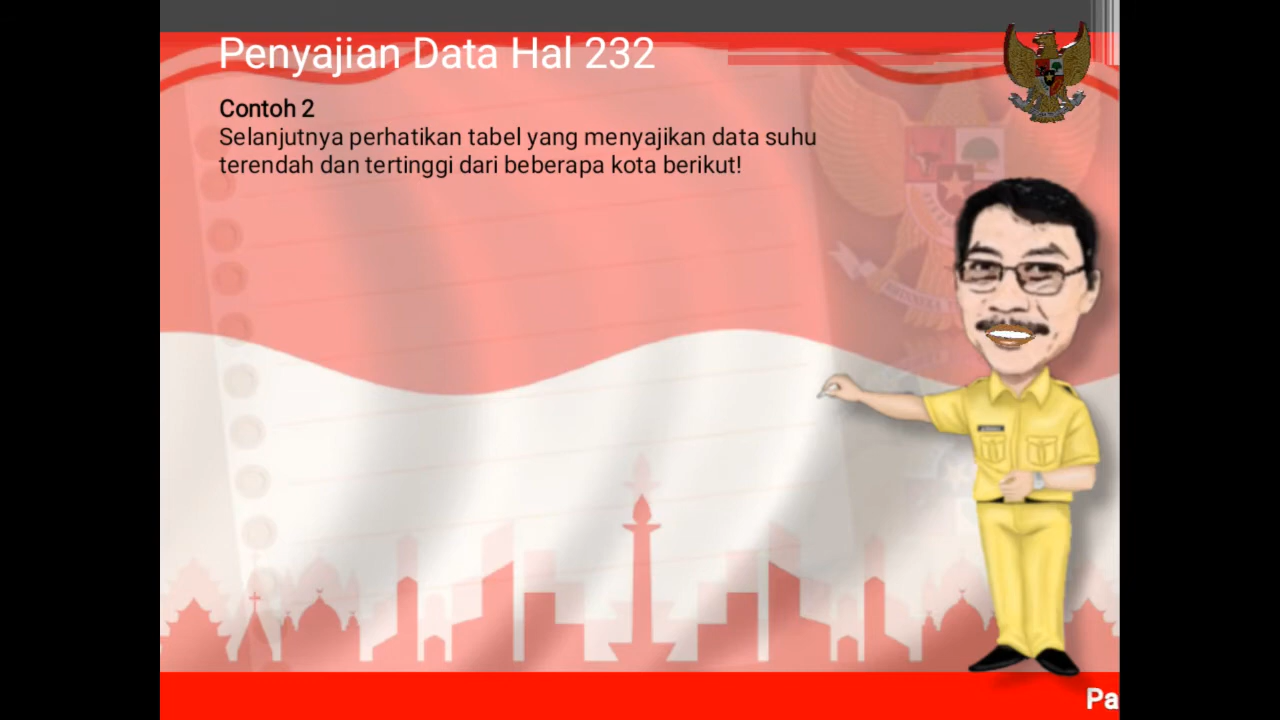 Penyajian Data Hal 232
Contoh 2
Selanjutnya perhatikan tabel yang menyajikan data suhu
terendah dan tertinggi dari beberapa kota berikut!
Pa